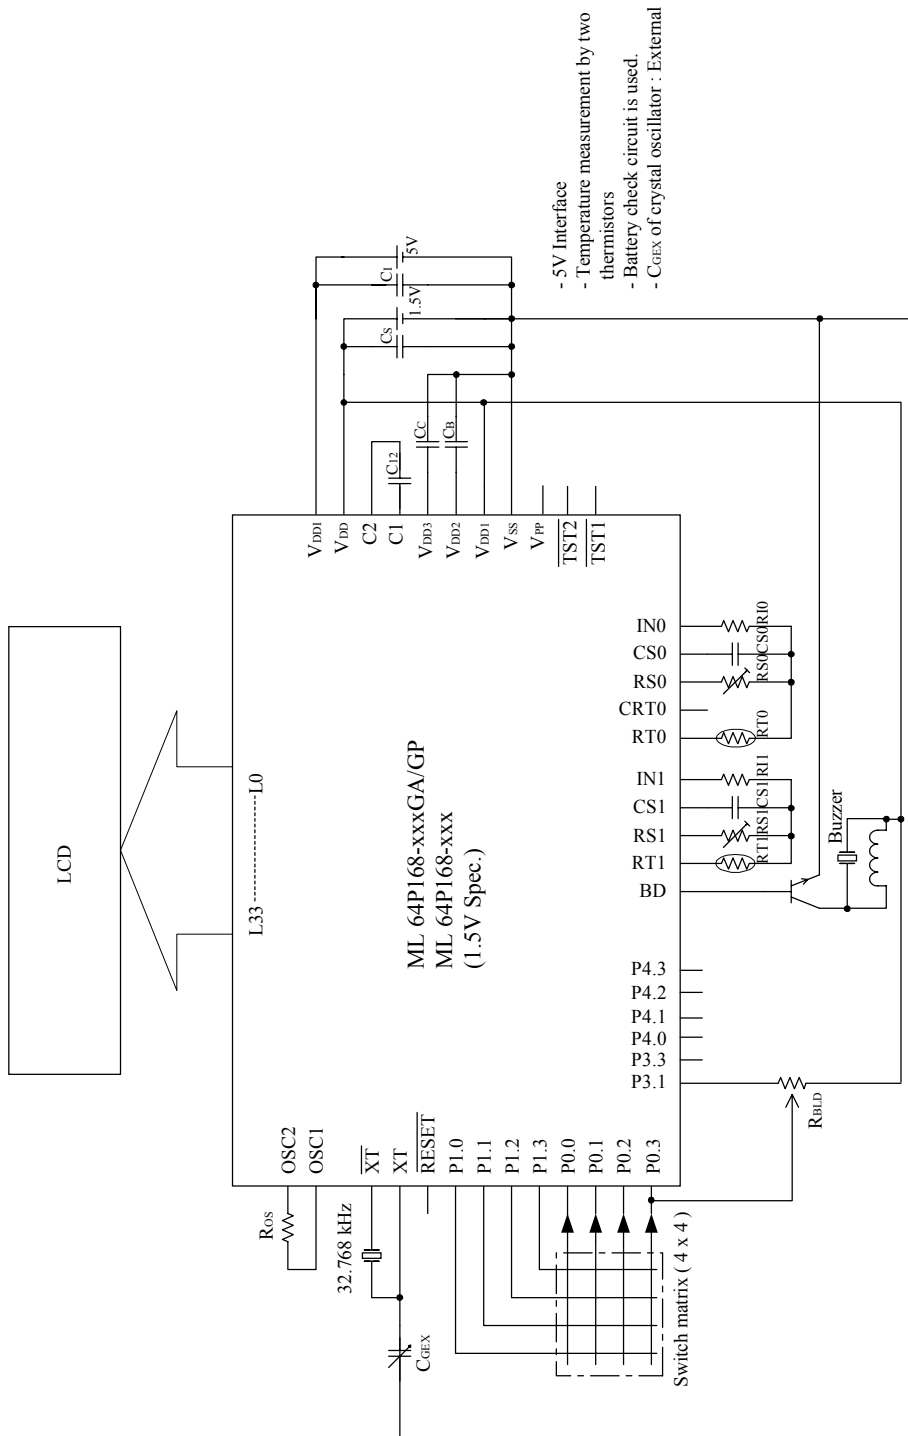 LCD
L33 -------------- L0
ML 64P168-xxxGA/GP
ML 64P168-xxx
(1.5V Spec.)
OSC2
OSC1
XT
XT
RESET
P1.0
P1.1
P1.2
P1.3
P0.0
P0.1
P0.2
P0.3
ROS
32.768 kHz
CGEX
Switch matrix ( 4 x 4 )
P3.1
P3.3
P4.0
P4.1
P4.2
P4.3
BD
RT1
RS1
CS1
IN1
RT0
CRT0
RS0
CS0
IN0
RBLD
Buzzer
RT1
RS1
CS1
RI1
RT0
RS0
CS0
RI0
VDDI
VDD
C2
C1
VDD3
VDD2
VDD1
VSS
VPP
TST2
TST1
C12
CC
CB
CS
1.5V
CI
5V
- 5V Interface
- Temperature measurement by two
thermistors
- Battery check circuit is used.
- CGEX of crystal oscillator : External